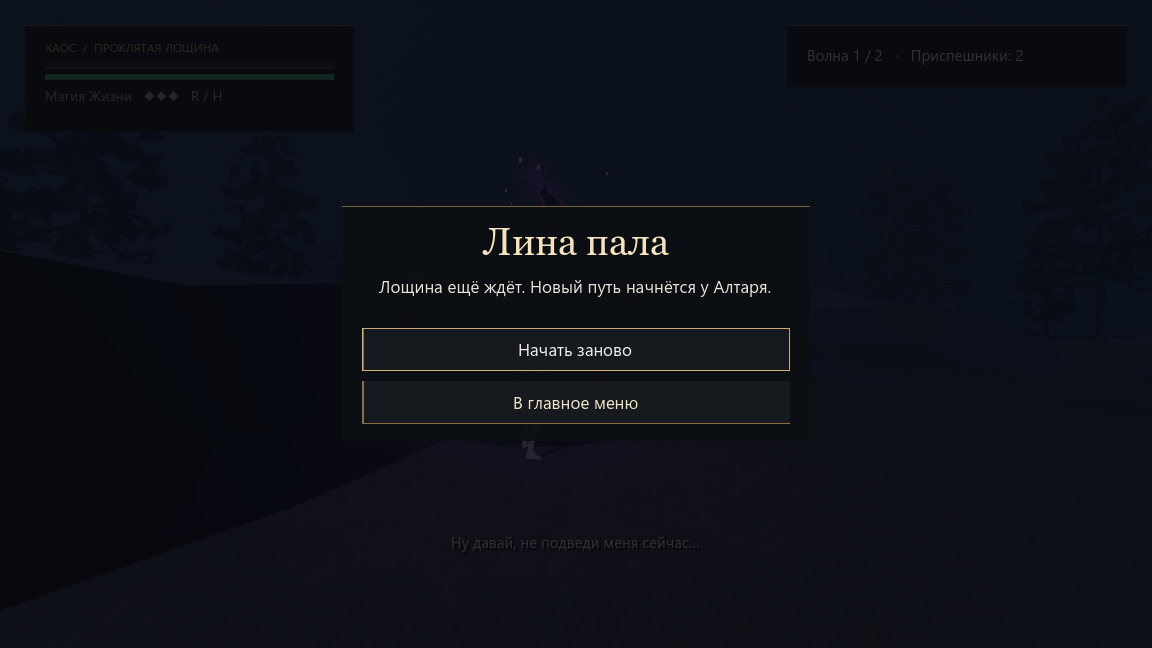 ХАОС / ПРОКЛЯТАЯ ЛОЩИНА
Магия Жизни ◆◆◆ R / H
Волна 1 / 2 · Приспешники: 2
Лина пала
Лощина ещё ждёт. Новый путь начнётся у Алтаря.
Начать заново
В главное меню
Ну давай, не подведи меня сейчас...